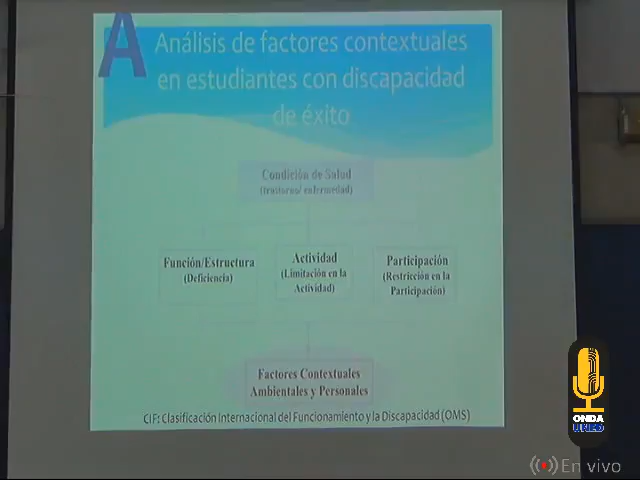 A
Análisis de factores contextuales
en estudiantes con discapacidad
de éxito
Condición de Salud
(trastorno/ enfermedad)
Función/Estructura
(Deficiencia)
Actividad
(Limitación en la
Actividad)
Participación
(Restricción en la
Participación)
Factores Contextuales
Ambientales y Personales
CIF: Clasificación Internacional del Funcionamiento y la Discapacidad (OMS)
ONDA
UNED
En vivo